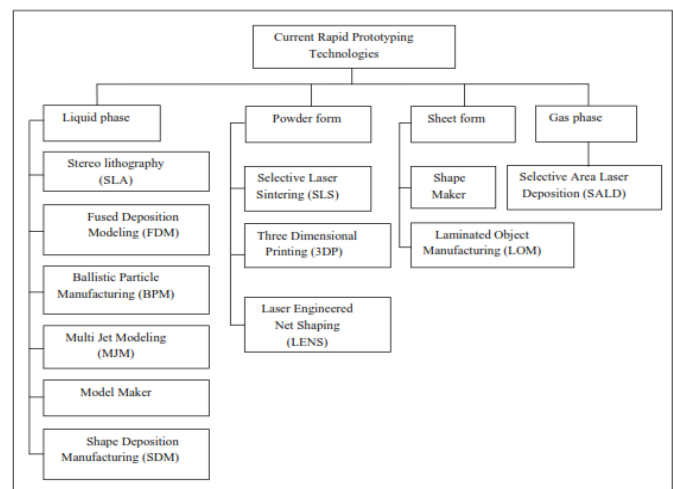 Current Rapid Prototyping
Technologies
Liquid phase
Powder form
Sheet form
Gas phase
Stereo lithography
(SLA)
Fused Deposition
Modeling (FDM)
Ballistic Particle
Manufacturing (BPM)
Multi Jet Modeling
(MJM)
Model Maker
Shape Deposition
Manufacturing (SDM)
Selective Laser
Sintering (SLS)
Three Dimensional
Printing (3DP)
Laser Engineered
Net Shaping
(LENS)
Shape
Maker
Laminated Object
Manufacturing (LOM)
Selective Area Laser
Deposition (SALD)